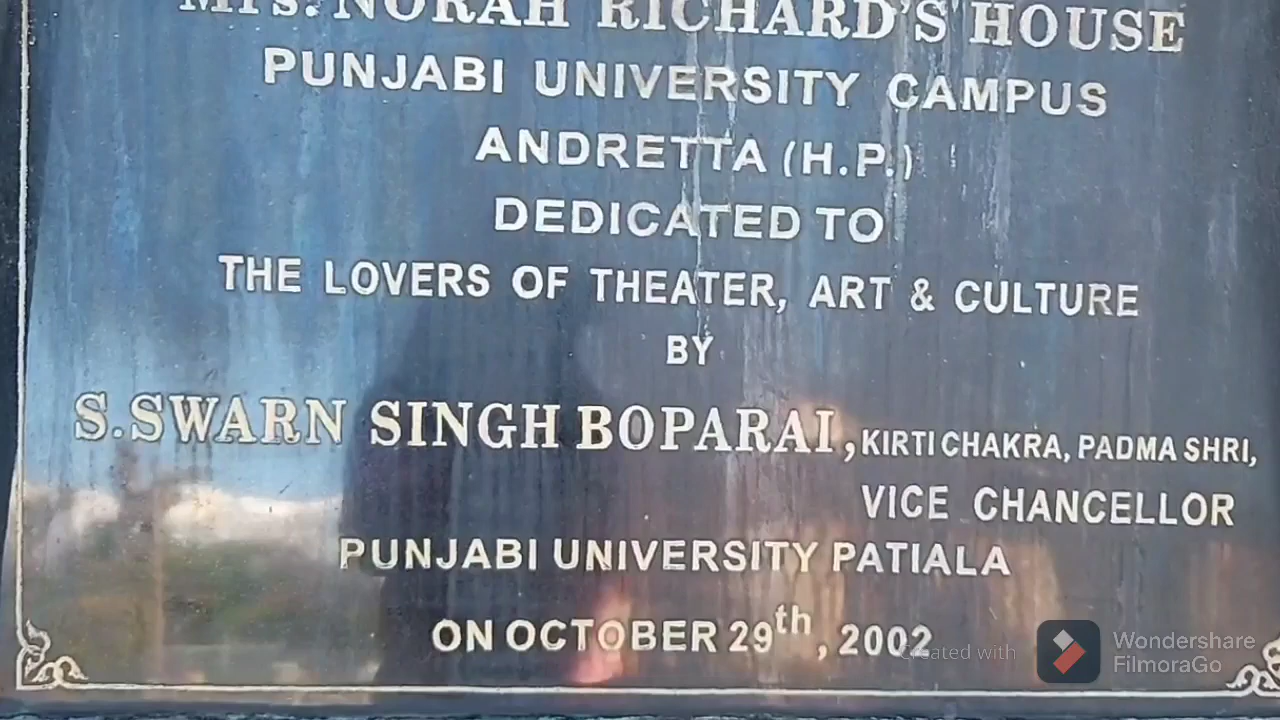 Mrs. NORAH RICHARD'S HOUSE
PUNJABI UNIVERSITY CAMPUS
ANDRETTA (H.P.)
DEDICATED TO
THE LOVERS OF THEATER, ART & CULTURE
BY
S.SWARN SINGH BOPARAI, KIRTI CHAKRA, PADMA SHRI,
VICE CHANCELLOR
PUNJABI UNIVERSITY PATIALA
ON OCTOBER 29th, 2002
Created with
Wondershare
FilmoraGo